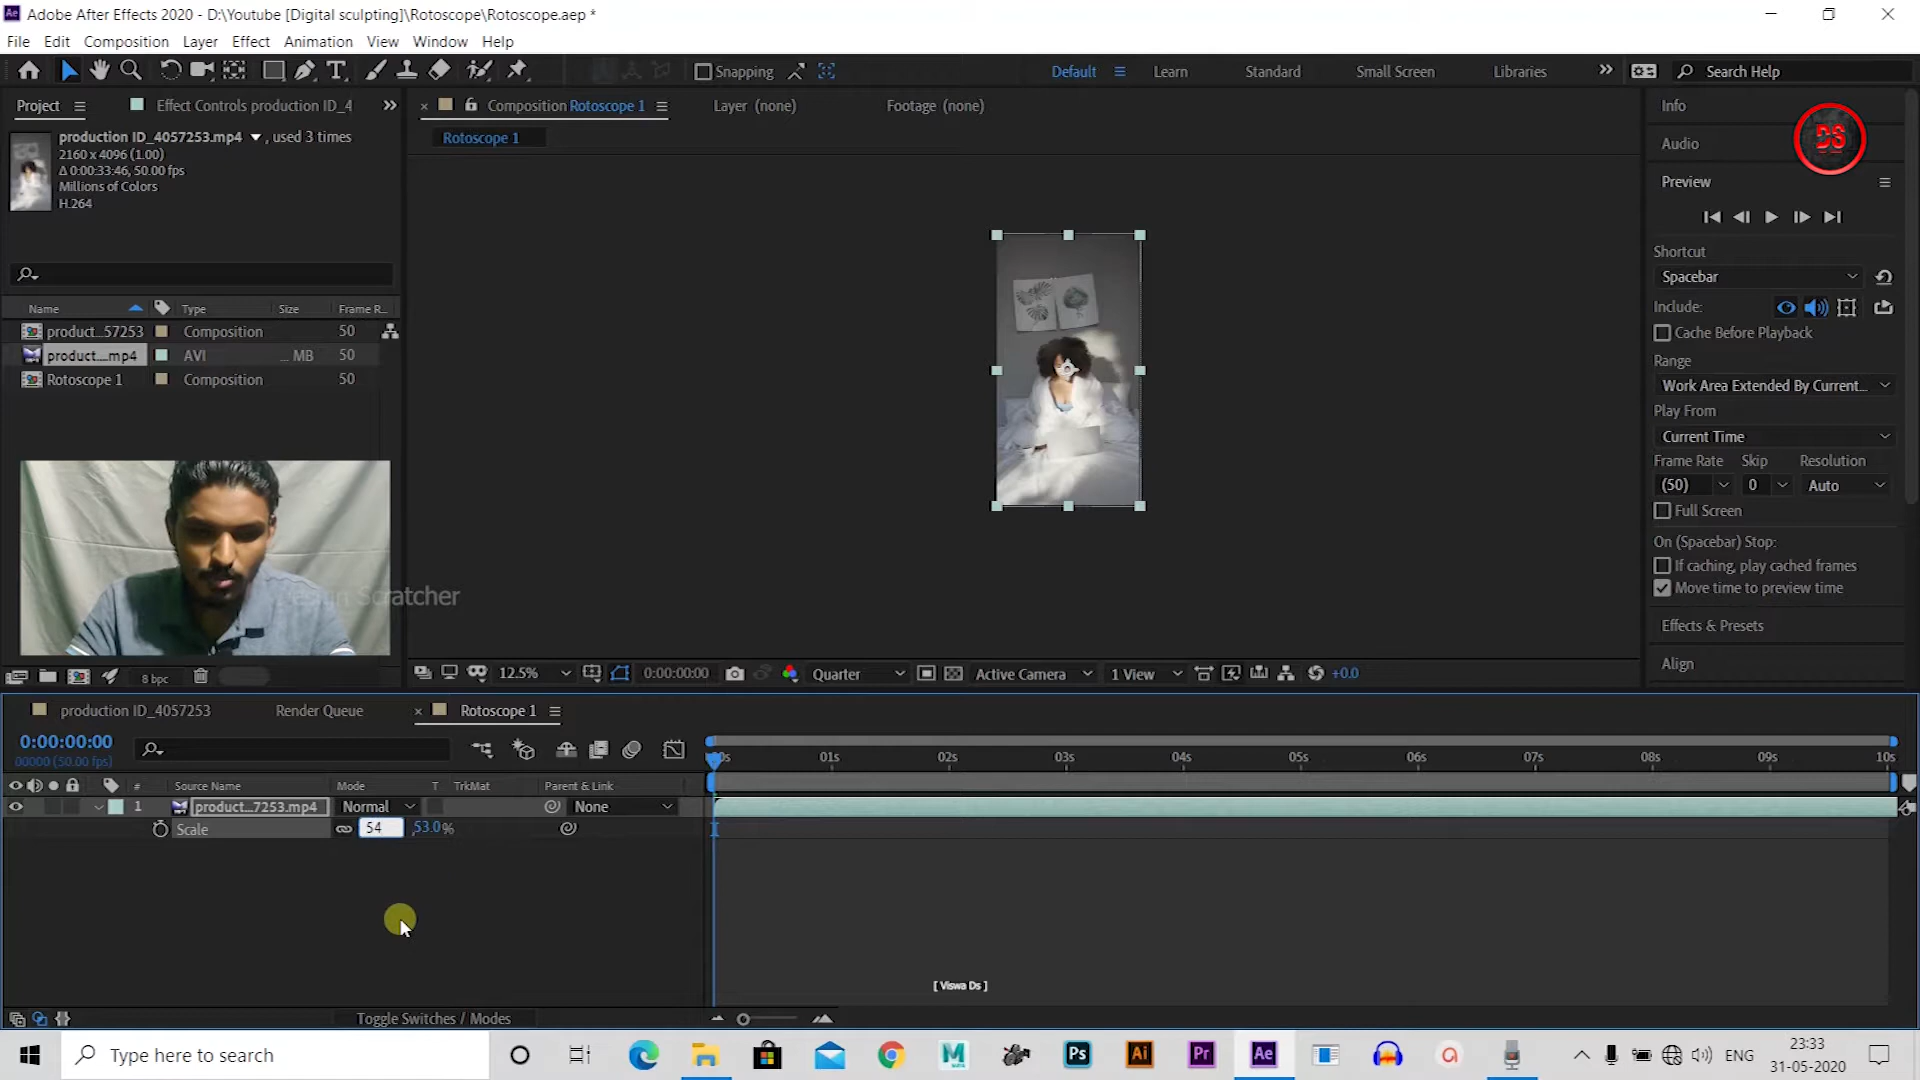 Adobe After Effects 2020 - D:\Youtube [Digital sculpting]\Rotoscope\Rotoscope.aep *
File Edit Composition Layer Effect Animation View Window Help
Snapping Default Learn Standard Small Screen Libraries Search Help
Project Effect Controls production ID_4 Composition Rotoscope 1 Layer (none) Footage (none) Info
production ID_4057253.mp4 , used 3 times
2160 x 4096 (1.00)
Δ 0:00:33:46, 50.00 fps
Millions of Colors
H.264
Rotoscope 1
DS
Audio
Preview
Shortcut
Spacebar
Include:
Cache Before Playback
Range
Work Area Extended By Current...
Play From
Current Time
Frame Rate Skip Resolution
(50) 0 Auto
Full Screen
On (Spacebar) Stop:
If caching, play cached frames
Move time to preview time
Effects & Presets
Align
Name Type Size Frame R...
product...57253 Composition 50
product....mp4 AVI ... MB 50
Rotoscope 1 Composition 50
Scratcher
8 bpc
12.5% 0:00:00:00 Quarter Active Camera 1 View +0.0
production ID_4057253 Render Queue Rotoscope 1
0:00:00:00
00000 (50.00 fps)
01s 02s 03s 04s 05s 06s 07s 08s 09s 10s
# Source Name Mode T TrkMat Parent & Link
1 product...7253.mp4 Normal None
Scale 54 ,53.0%
[ Viswa Ds ]
Toggle Switches / Modes
Type here to search
M Ps Ai Pr Ae
ENG
23:33
31-05-2020